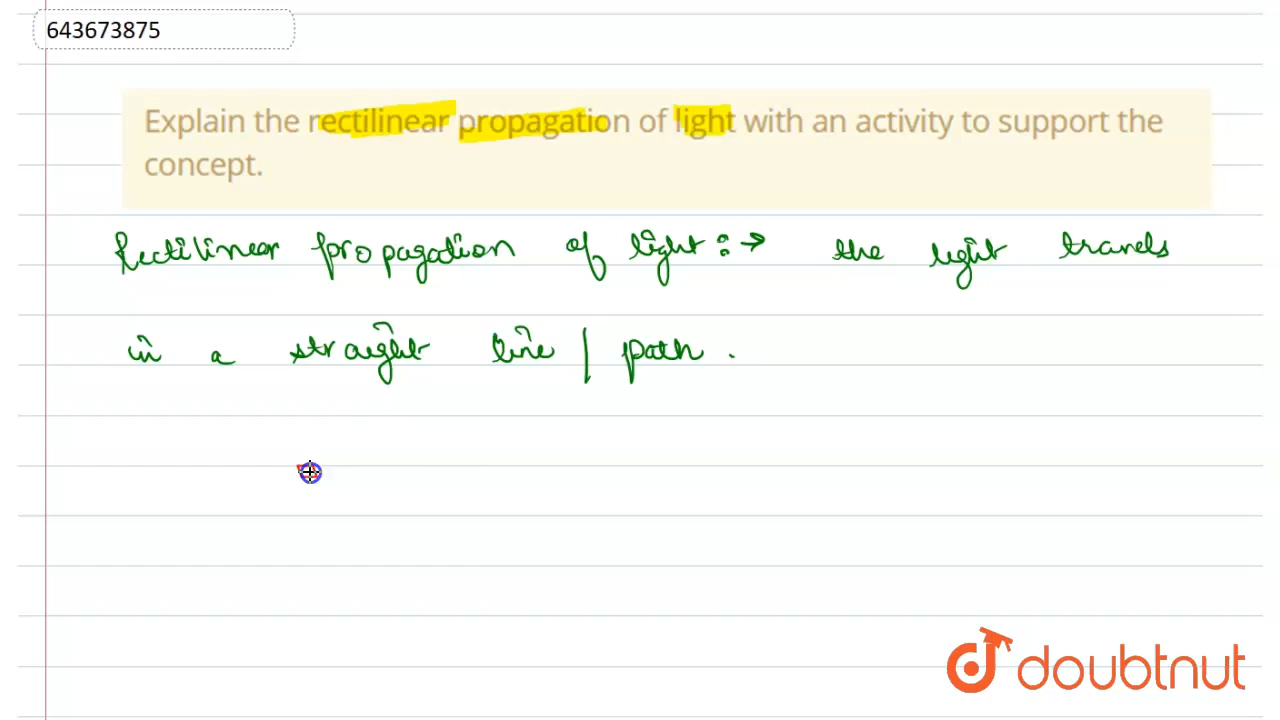 643673875
Explain the rectilinear propagation of light with an activity to support the
concept.
Rectilinear propagation of light :→ the light travels
in a straight line / path .
doubtnut